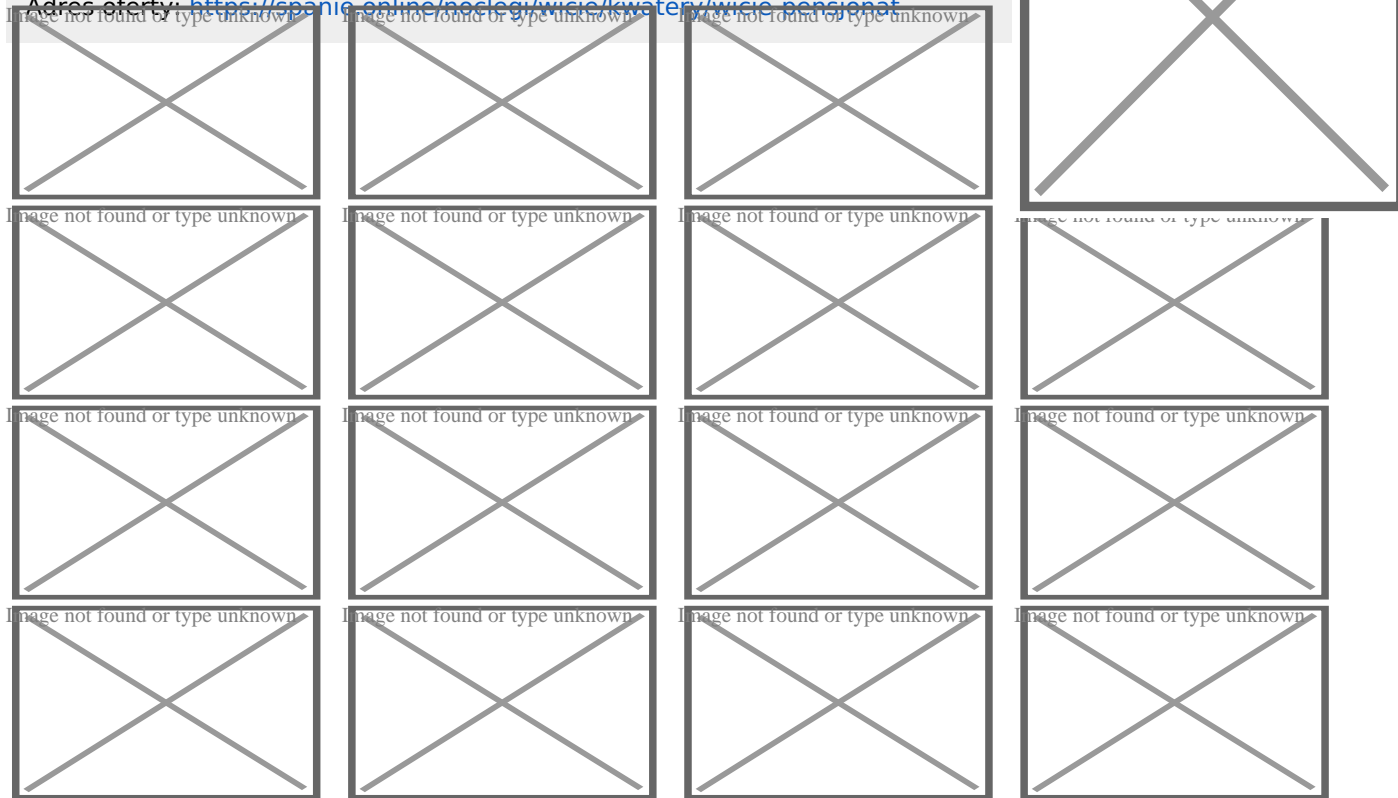 Adres oferty: https://spanie.online/noclegi/wicie/kwatery/wicie-pensjonat
Image not found or type unknown Image not found or type unknown Image not found or type unknown
Image not found or type unknown Image not found or type unknown Image not found or type unknown Image not found or type unknown
Image not found or type unknown Image not found or type unknown Image not found or type unknown Image not found or type unknown
Image not found or type unknown Image not found or type unknown Image not found or type unknown Image not found or type unknown